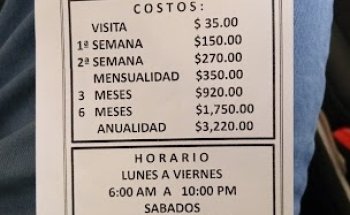 COSTOS:
VISITA $ 35.00
1ª SEMANA $150.00
2ª SEMANA $270.00
MENSUALIDAD $350.00
3 MESES $920.00
6 MESES $1,750.00
ANUALIDAD $3,220.00
HORARIO
LUNES A VIERNES
6:00 AM A 10:00 PM
SABADOS